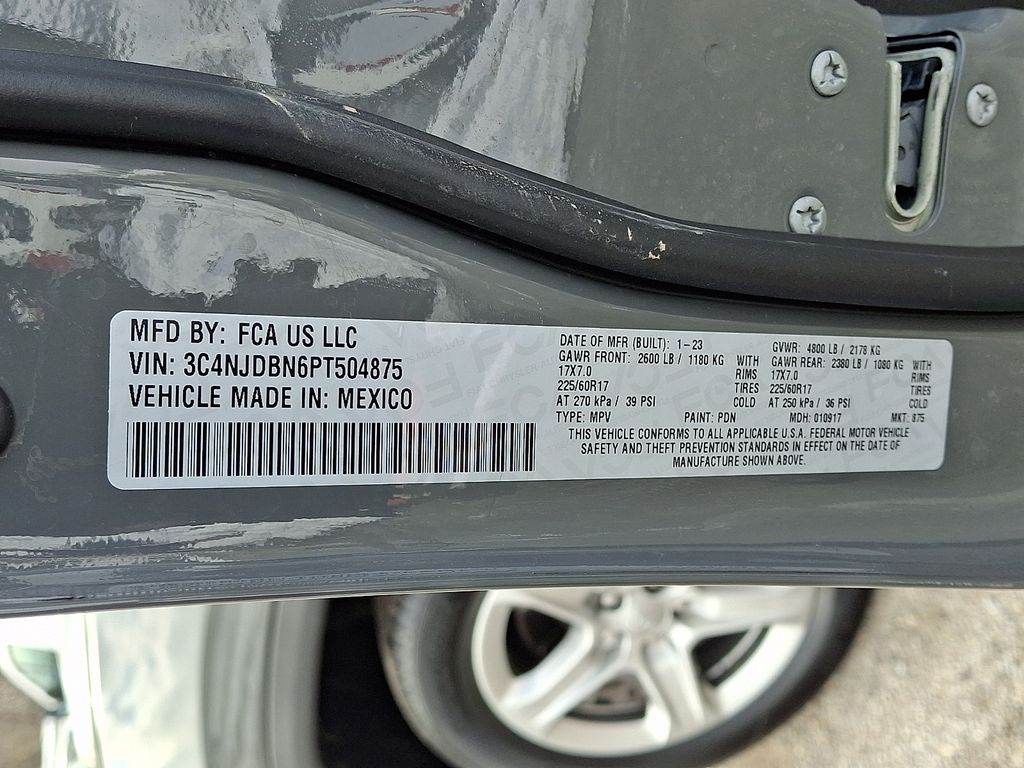 MFD BY: FCA US LLC
VIN: 3C4NJDBN6PT504875
VEHICLE MADE IN: MEXICO
DATE OF MFR (BUILT): 1-23
GVWR: 4800 LB / 2178 KG
GAWR FRONT: 2600 LB / 1180 KG WITH
GAWR REAR: 2380 LB / 1080 KG WITH
17X7.0 RIMS
17X7.0 RIMS
225/60R17 TIRES
225/60R17 TIRES
AT 270 kPa / 39 PSI COLD
AT 250 kPa / 36 PSI COLD
TYPE: MPV PAINT: PDN MDH: 010917 MKT: 875
THIS VEHICLE CONFORMS TO ALL APPLICABLE U.S.A. FEDERAL MOTOR VEHICLE
SAFETY AND THEFT PREVENTION STANDARDS IN EFFECT ON THE DATE OF
MANUFACTURE SHOWN ABOVE.